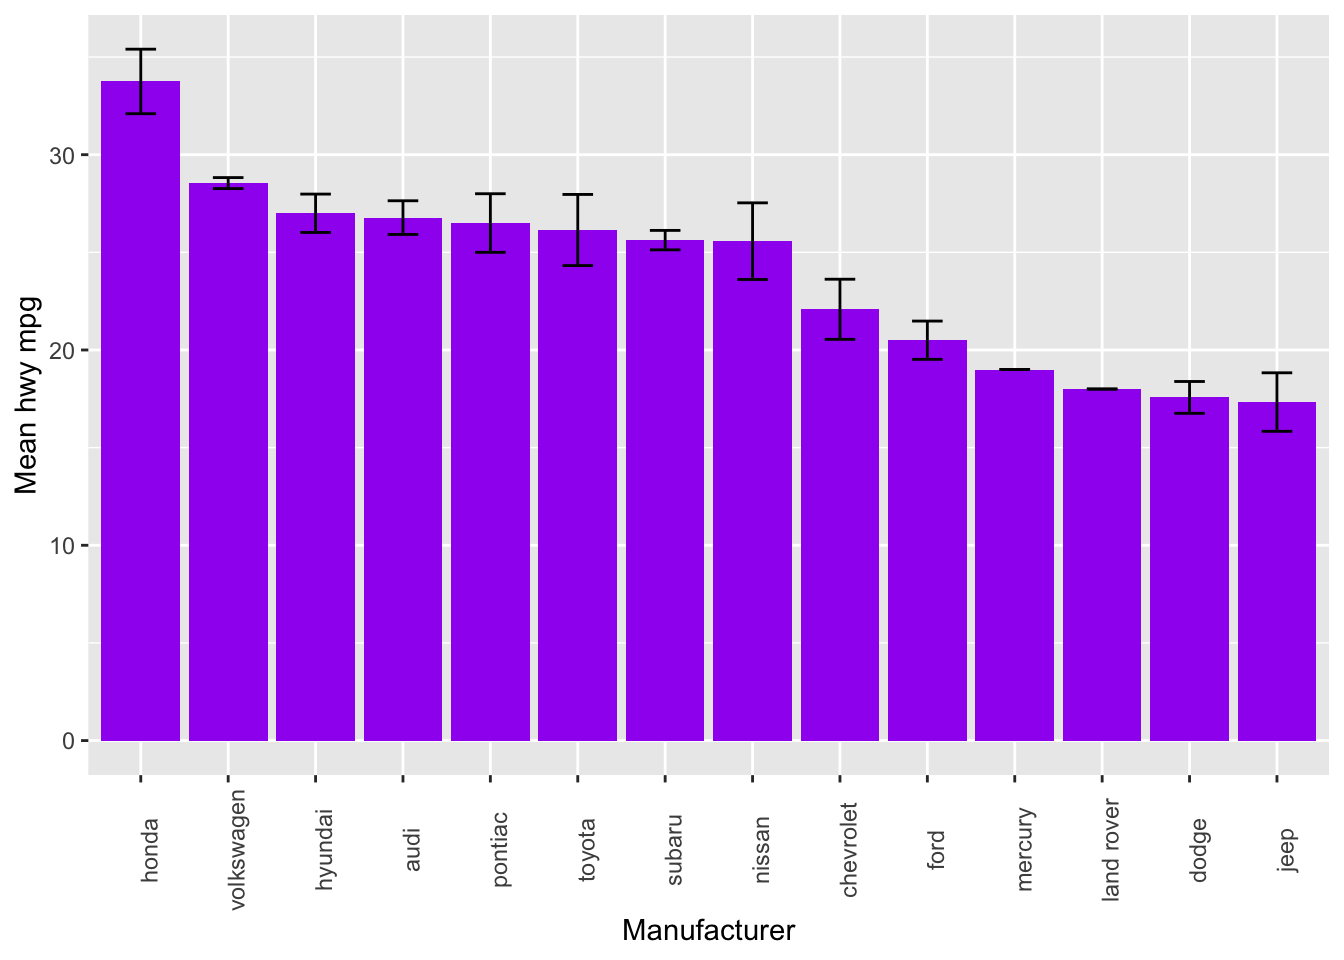 Mean hwy mpg
30
20
10
0
honda
volkswagen
hyundai
audi
pontiac
toyota
subaru
nissan
chevrolet
ford
mercury
land rover
dodge
jeep
Manufacturer